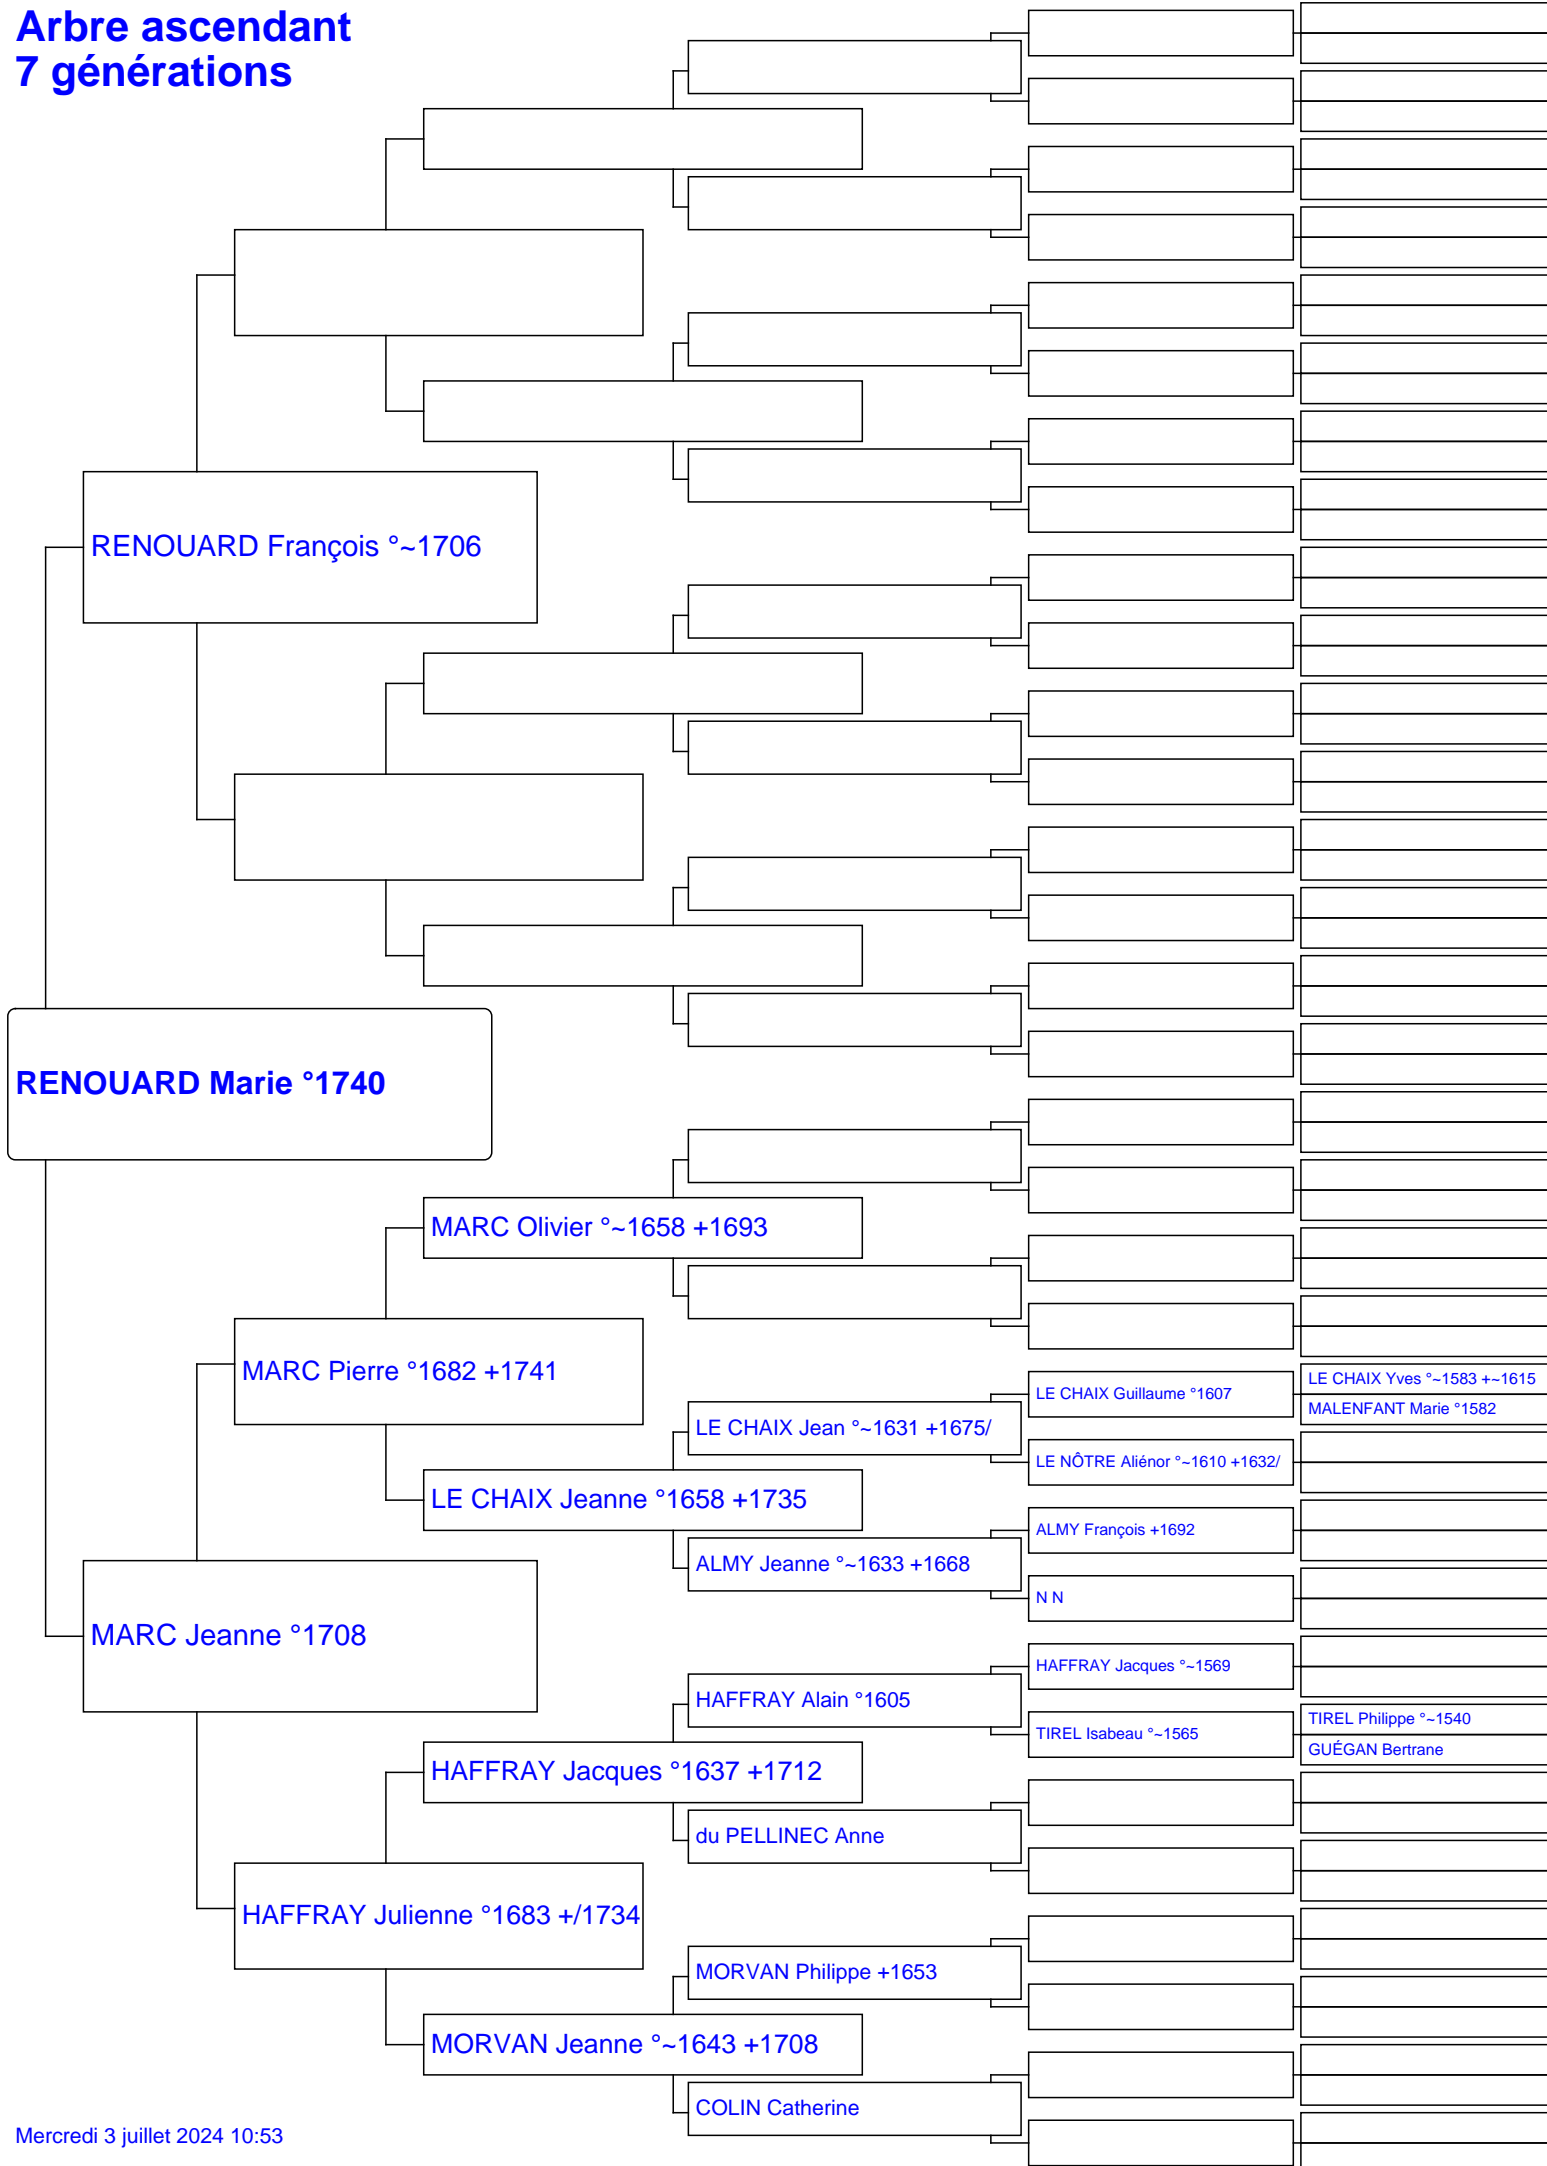 Arbre ascendant
7 générations
RENOUARD François °~1706
RENOUARD Marie °1740
MARC Olivier °~1658 +1693
MARC Pierre °1682 +1741
LE CHAIX Guillaume °1607
LE CHAIX Yves °~1583 +~1615
MALENFANT Marie °1582
LE CHAIX Jean °~1631 +1675/
LE NÔTRE Aliénor °~1610 +1632/
LE CHAIX Jeanne °1658 +1735
ALMY François +1692
ALMY Jeanne °~1633 +1668
N N
MARC Jeanne °1708
HAFFRAY Jacques °~1569
HAFFRAY Alain °1605
TIREL Isabeau °~1565
TIREL Philippe °~1540
GUÉGAN Bertrane
HAFFRAY Jacques °1637 +1712
du PELLINEC Anne
HAFFRAY Julienne °1683 +/1734
MORVAN Philippe +1653
MORVAN Jeanne °~1643 +1708
COLIN Catherine
Mercredi 3 juillet 2024 10:53